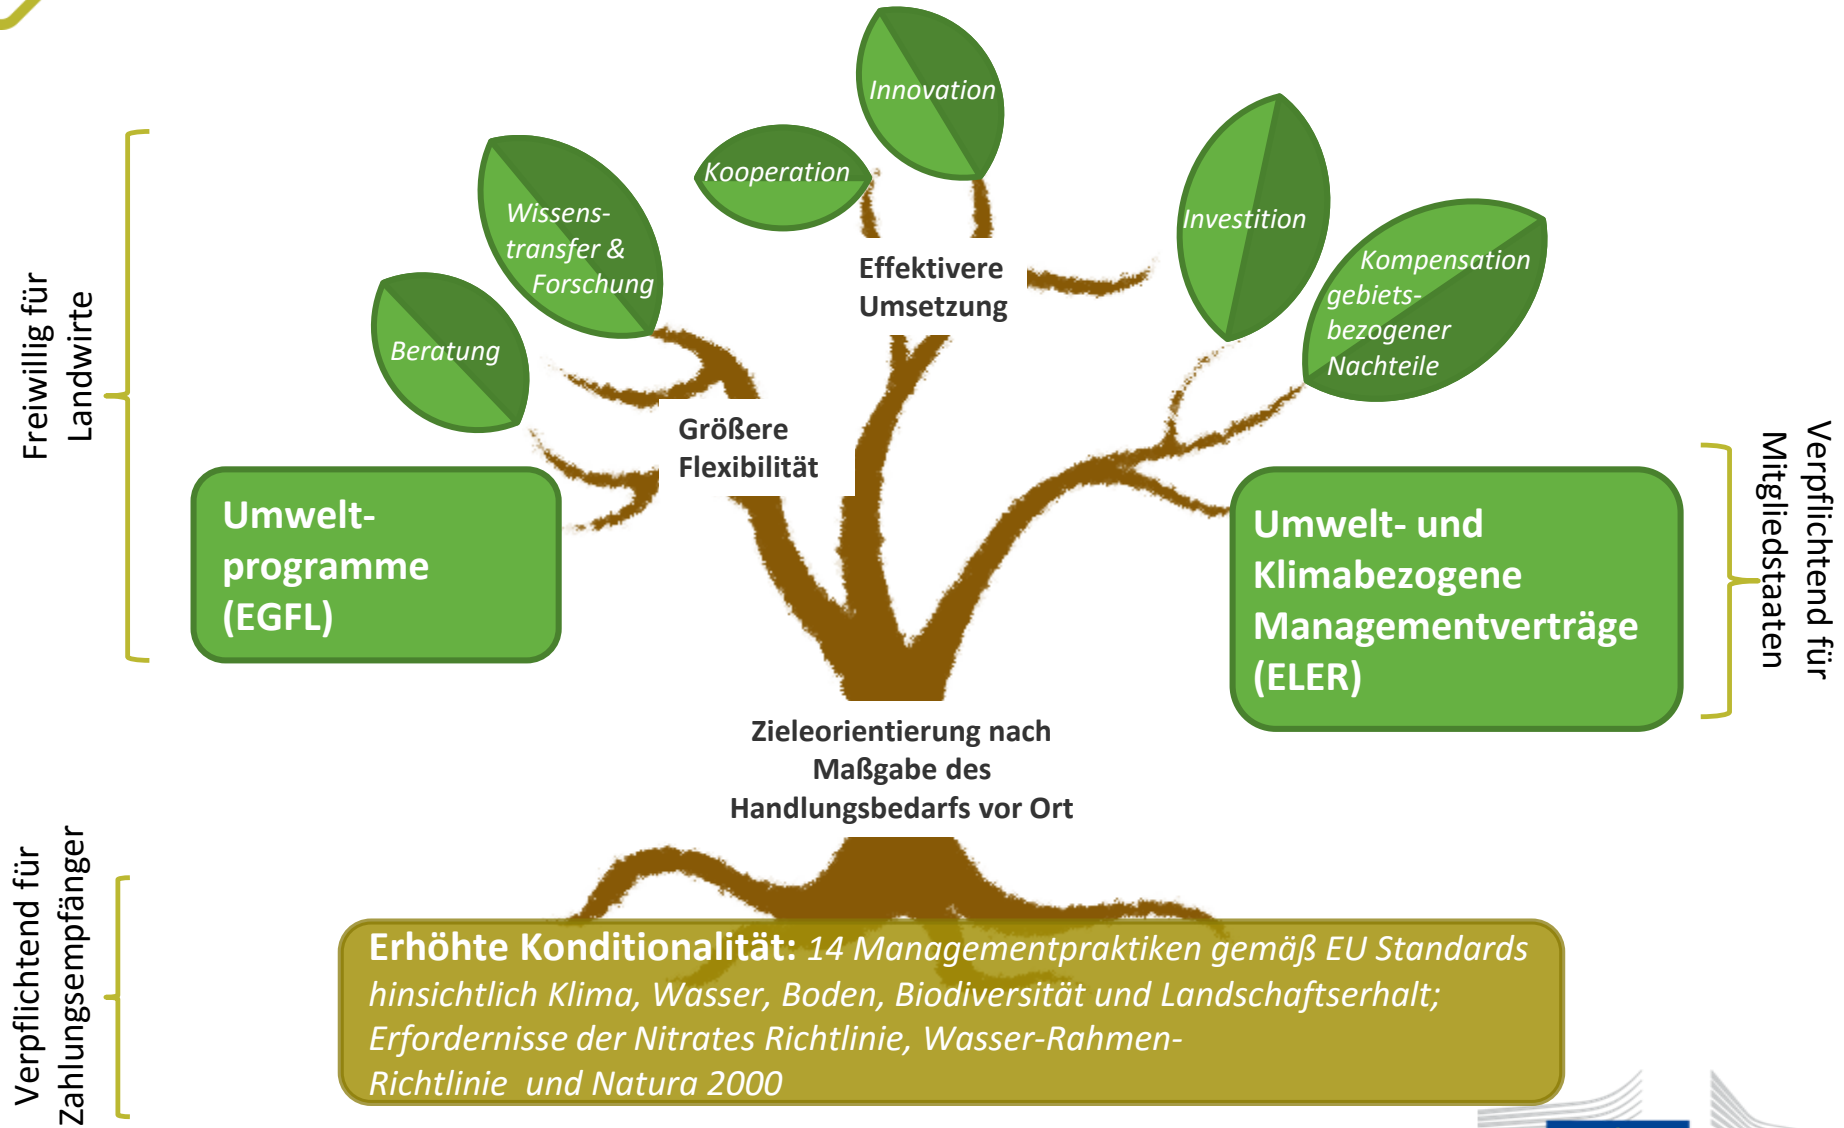 Innovation
Kooperation
Wissens-
transfer &
Forschung
Beratung
Investition
Kompensation
gebiets-
bezogener
Nachteile
Effektivere
Umsetzung
Größere
Flexibilität
Freiwillig für
Landwirte
Umwelt-
programme
(EGFL)
Umwelt- und
Klimabezogene
Managementverträge
(ELER)
Verpflichtend für
Mitgliedstaaten
Zieleorientierung nach
Maßgabe des
Handlungsbedarfs vor Ort
Verpflichtend für
Zahlungsempfänger
Erhöhte Konditionalität: 14 Managementpraktiken gemäß EU Standards
hinsichtlich Klima, Wasser, Boden, Biodiversität und Landschaftserhalt;
Erfordernisse der Nitrates Richtlinie, Wasser-Rahmen-
Richtlinie und Natura 2000